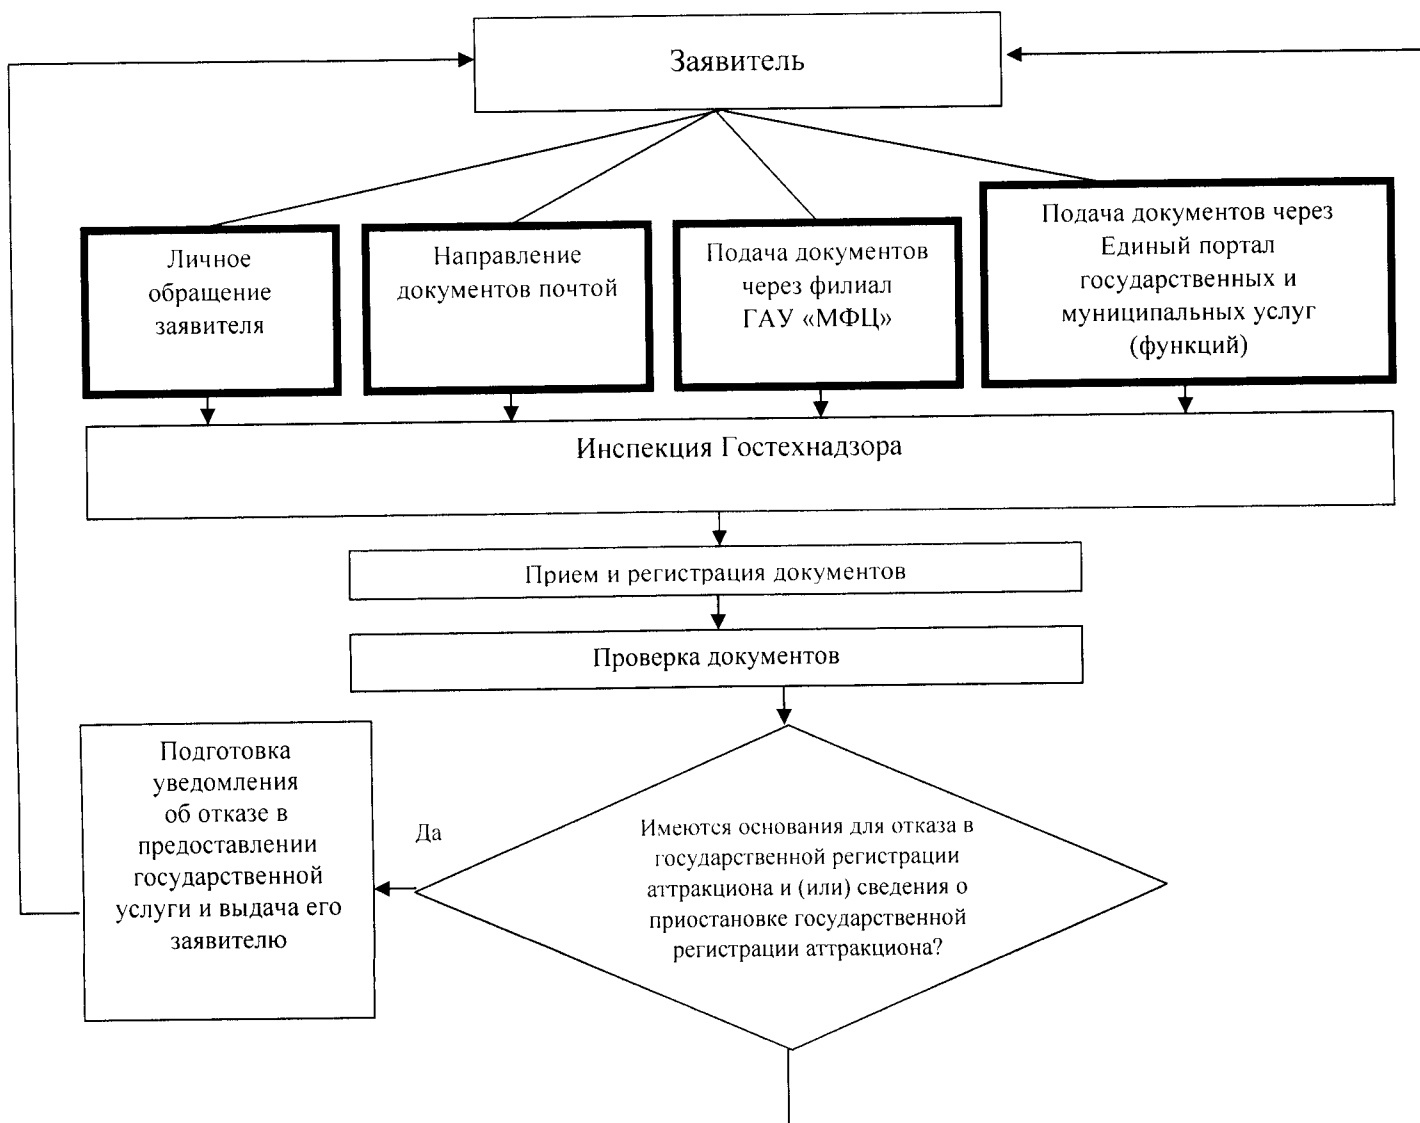 Заявитель
Личное
обращение
заявителя
Направление
документов почтой
Подача документов
через филиал
ГАУ «МФЦ»
Подача документов через
Единый портал
государственных и
муниципальных услуг
(функций)
Инспекция Гостехнадзора
Прием и регистрация документов
Проверка документов
Подготовка
уведомления
об отказе в
предоставлении
государственной
услуги и выдача его
заявителю
Да
Имеются основания для отказа в
государственной регистрации
аттракциона и (или) сведения о
приостановке государственной
регистрации аттракциона?